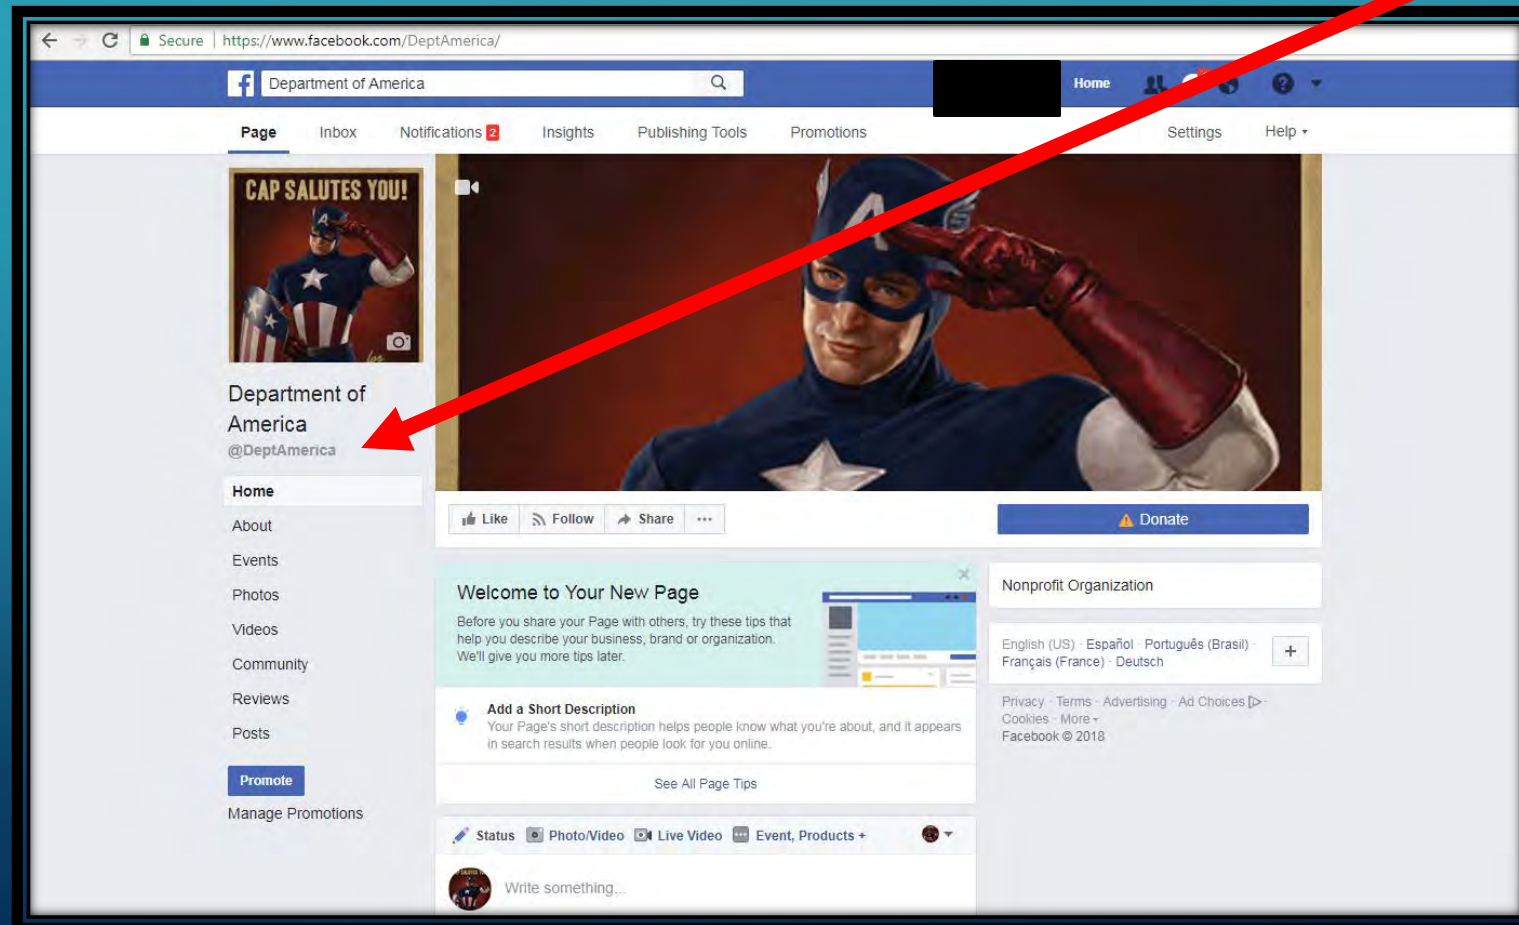 Secure | https://www.facebook.com/DeptAmerica/
Department of America
Home
Page Inbox Notifications 2 Insights Publishing Tools Promotions Settings Help
CAP SALUTES YOU!
A
for
A
Department of
America
@DeptAmerica
Home
About
Events
Photos
Videos
Community
Reviews
Posts
Promote
Manage Promotions
Like Follow Share ...
Donate
Welcome to Your New Page
Before you share your Page with others, try these tips that
help you describe your business, brand or organization.
We'll give you more tips later.
Add a Short Description
Your Page's short description helps people know what you're about, and it appears
in search results when people look for you online.
See All Page Tips
Status Photo/Video Live Video Event, Products +
Write something...
Nonprofit Organization
English (US) · Español · Português (Brasil) ·
Français (France) · Deutsch
+
Privacy · Terms · Advertising · Ad Choices ·
Cookies · More
Facebook © 2018